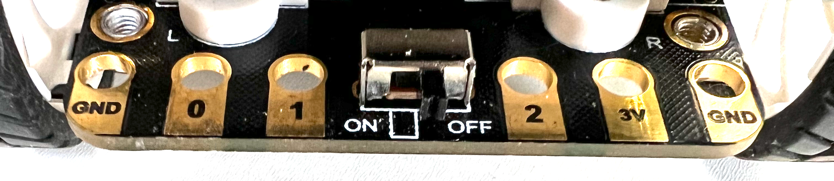 L R
GND 0 1 2 3V GND
ON OFF